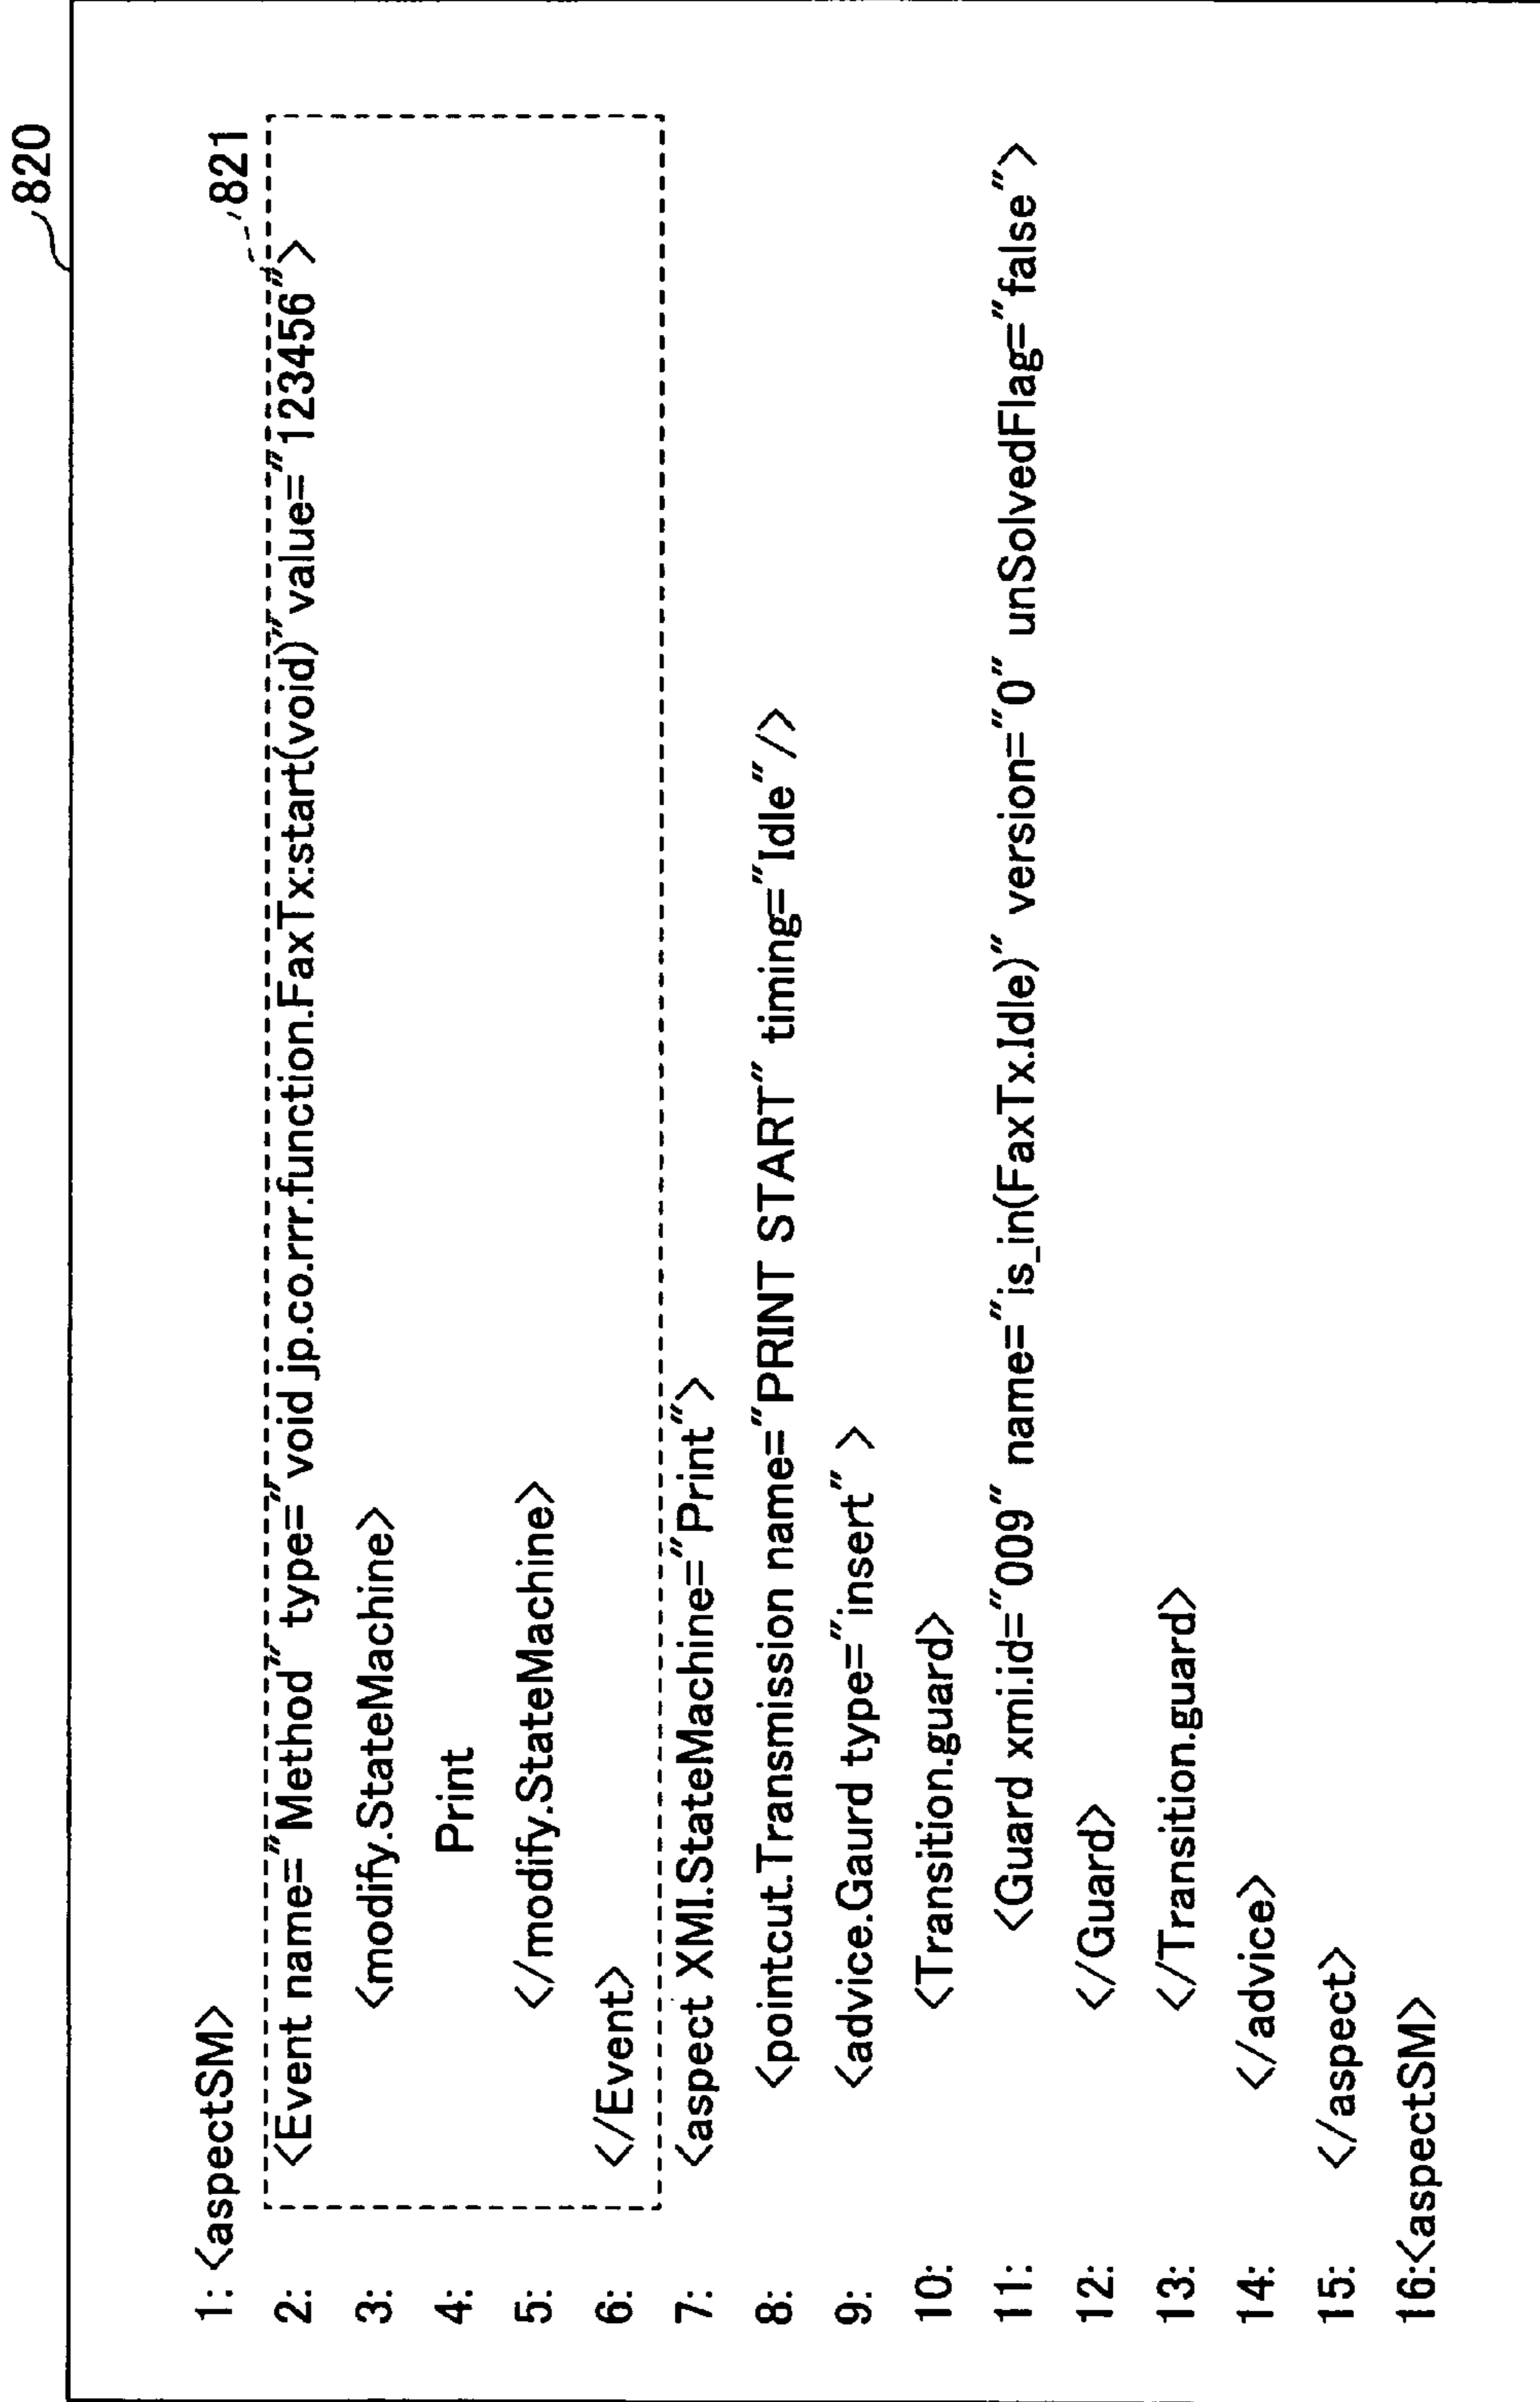 820
821
1: <aspectSM>
2: <Event name="Method" type="void jp.co.rrr.function.FaxTx:start(void)" value="123456">
3: <modify.StateMachine>
4: Print
5: </modify.StateMachine>
6: </Event>
7: <aspect XMI.StateMachine="Print">
8: <pointcut.Transmission name="PRINT START" timing="Idle"/>
9: <advice.Gaurd type="insert" >
10: <Transition.guard>
11: <Guard xmi.id="009" name="is_in(FaxTx.Idle)" version="0" unSolvedFlag="false">
12: </Guard>
13: </Transition.guard>
14: </advice>
15: </aspect>
16:<aspectSM>